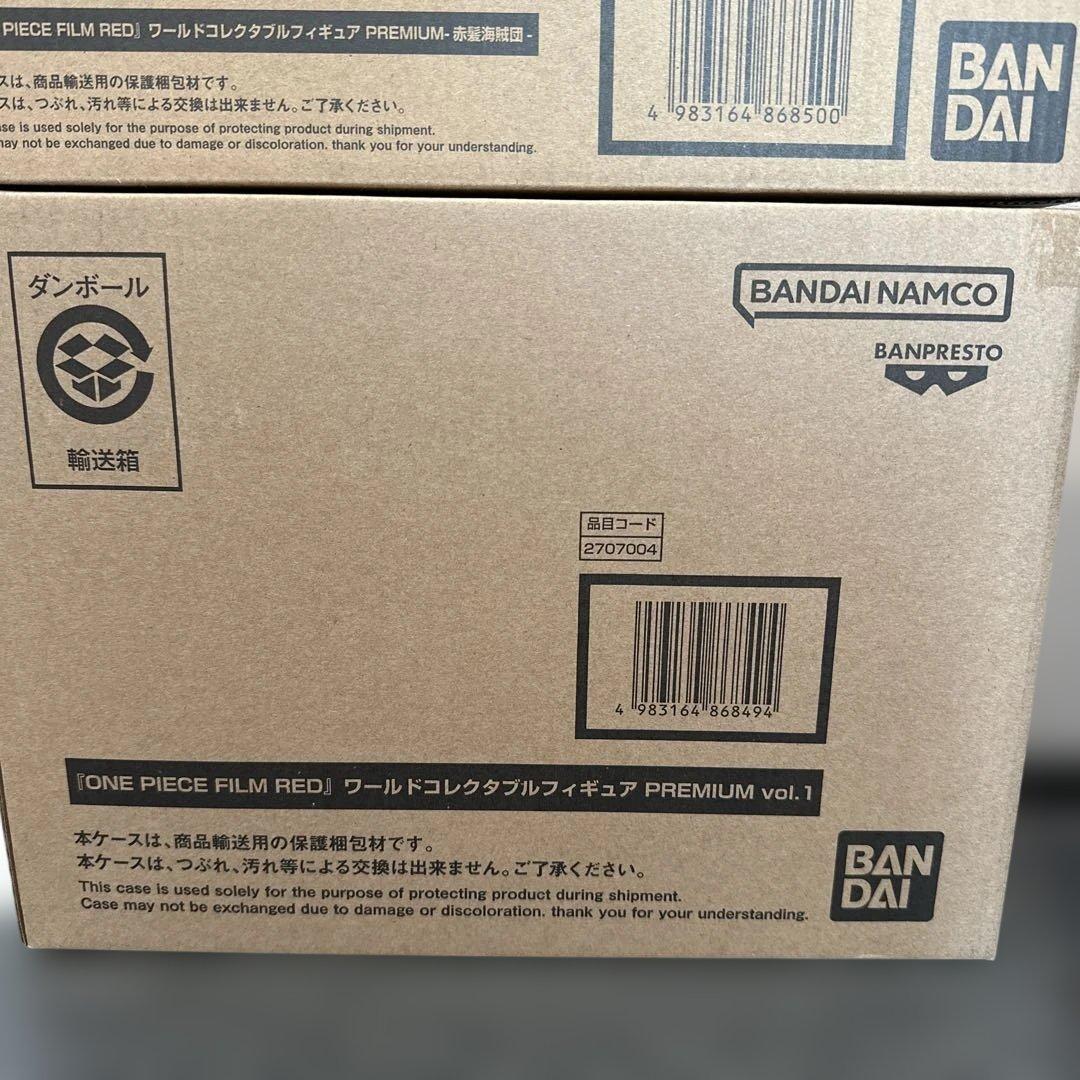 PIECE FILM RED』 ワールドコレクタブルフィギュア PREMIUM-赤髪海賊団-
スは、商品輸送用の保護梱包材です。
スは、つぶれ、汚れ等による交換は出来ません。ご了承ください。
se is used solely for the purpose of protecting product during shipment.
may not be exchanged due to damage or discoloration. thank you for your understanding.
4 983164 868500
BAN
DAI
ダンボール
輸送箱
BANDAI NAMCO
BANPRESTO
品目コード
2707004
4 983164 868494
『ONE PIECE FILM RED』 ワールドコレクタブルフィギュア PREMIUM vol.1
本ケースは、商品輸送用の保護梱包材です。
本ケースは、つぶれ、汚れ等による交換は出来ません。ご了承ください。
This case is used solely for the purpose of protecting product during shipment.
Case may not be exchanged due to damage or discoloration. thank you for your understanding.
BAN
DAI